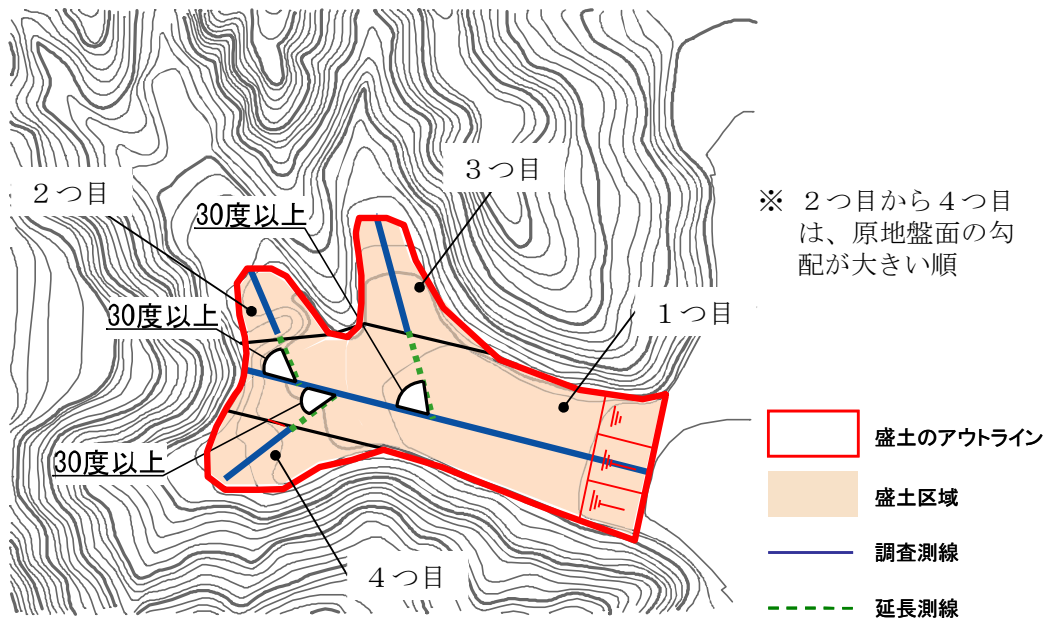 ３つ目
２つ目
30度以上
※ ２つ目から４つ目
は、原地盤面の勾
配が大きい順
30度以上
１つ目
30度以上
４つ目
盛土のアウトライン
盛土区域
調査測線
延長測線